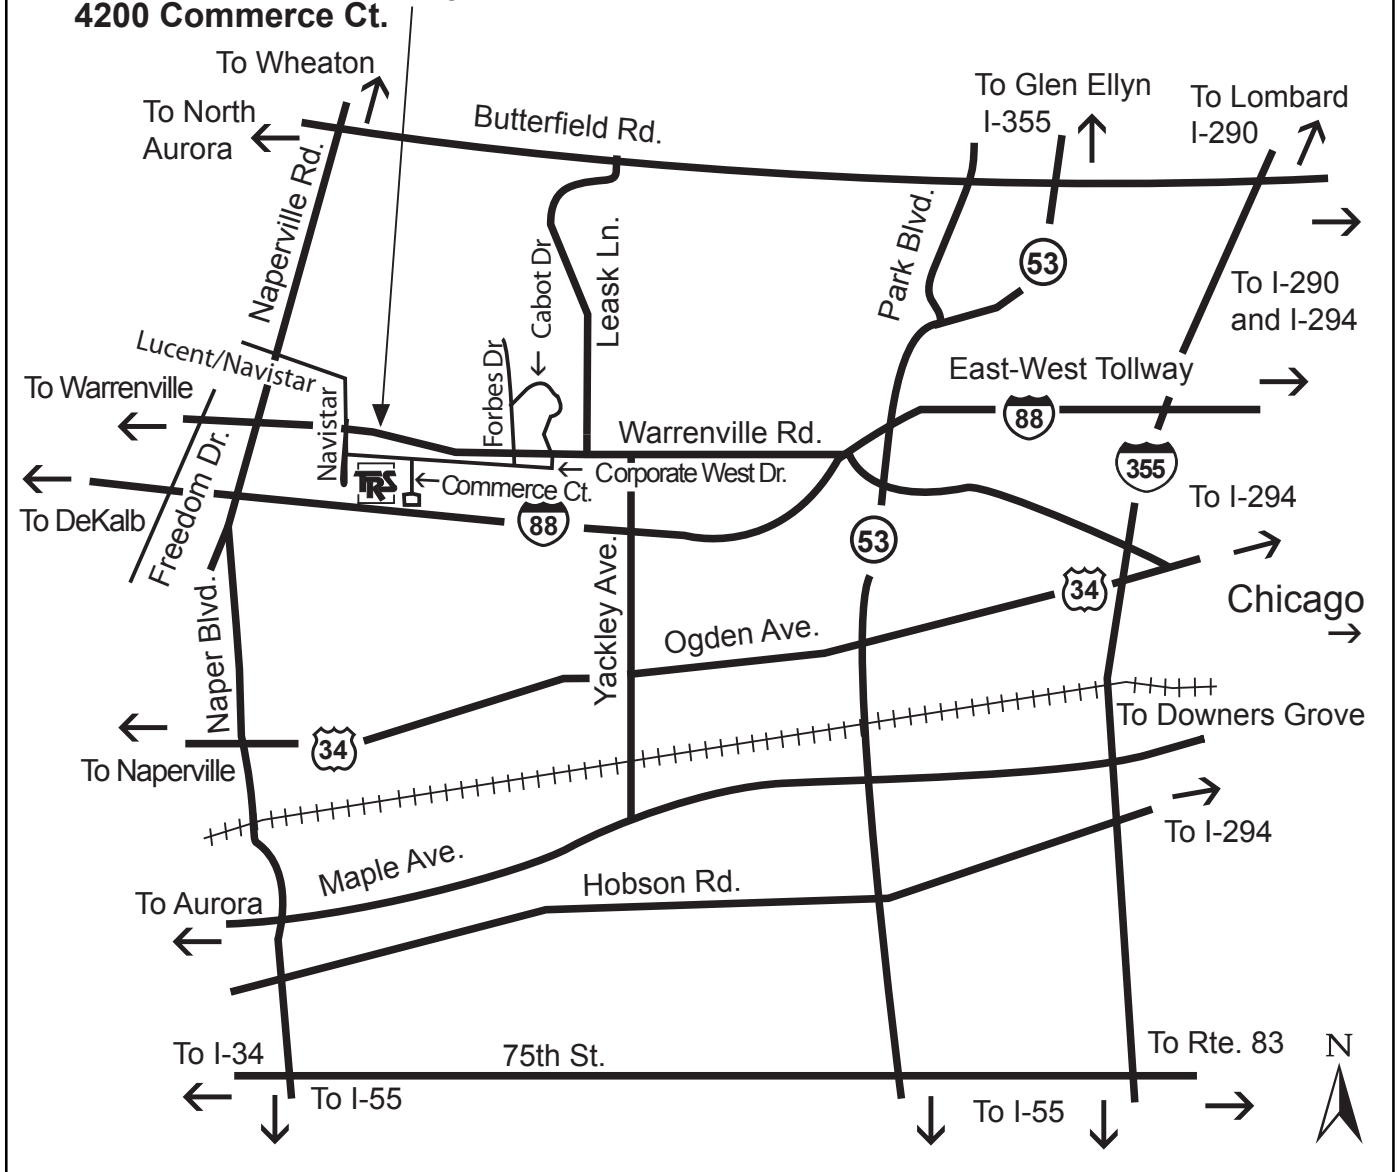 4200 Commerce Ct.
To Wheaton
To North
Aurora
Butterfield Rd.
To Glen Ellyn
I-355
To Lombard
I-290
Naperville Rd.
Cabot Dr
Leask Ln.
Park Blvd.
53
To I-290
and I-294
Lucent/Navistar
To Warrenville
Navistar
Forbes Dr
East-West Tollway
88
Warrenville Rd.
Corporate West Dr.
TRS
Commerce Ct.
88
355
To I-294
To DeKalb
Freedom Dr.
53
34
Chicago
Naper Blvd.
Yackley Ave.
Ogden Ave.
34
To Naperville
To Downers Grove
To I-294
Maple Ave.
Hobson Rd.
To Aurora
To I-34
75th St.
To Rte. 83
N
To I-55
To I-55